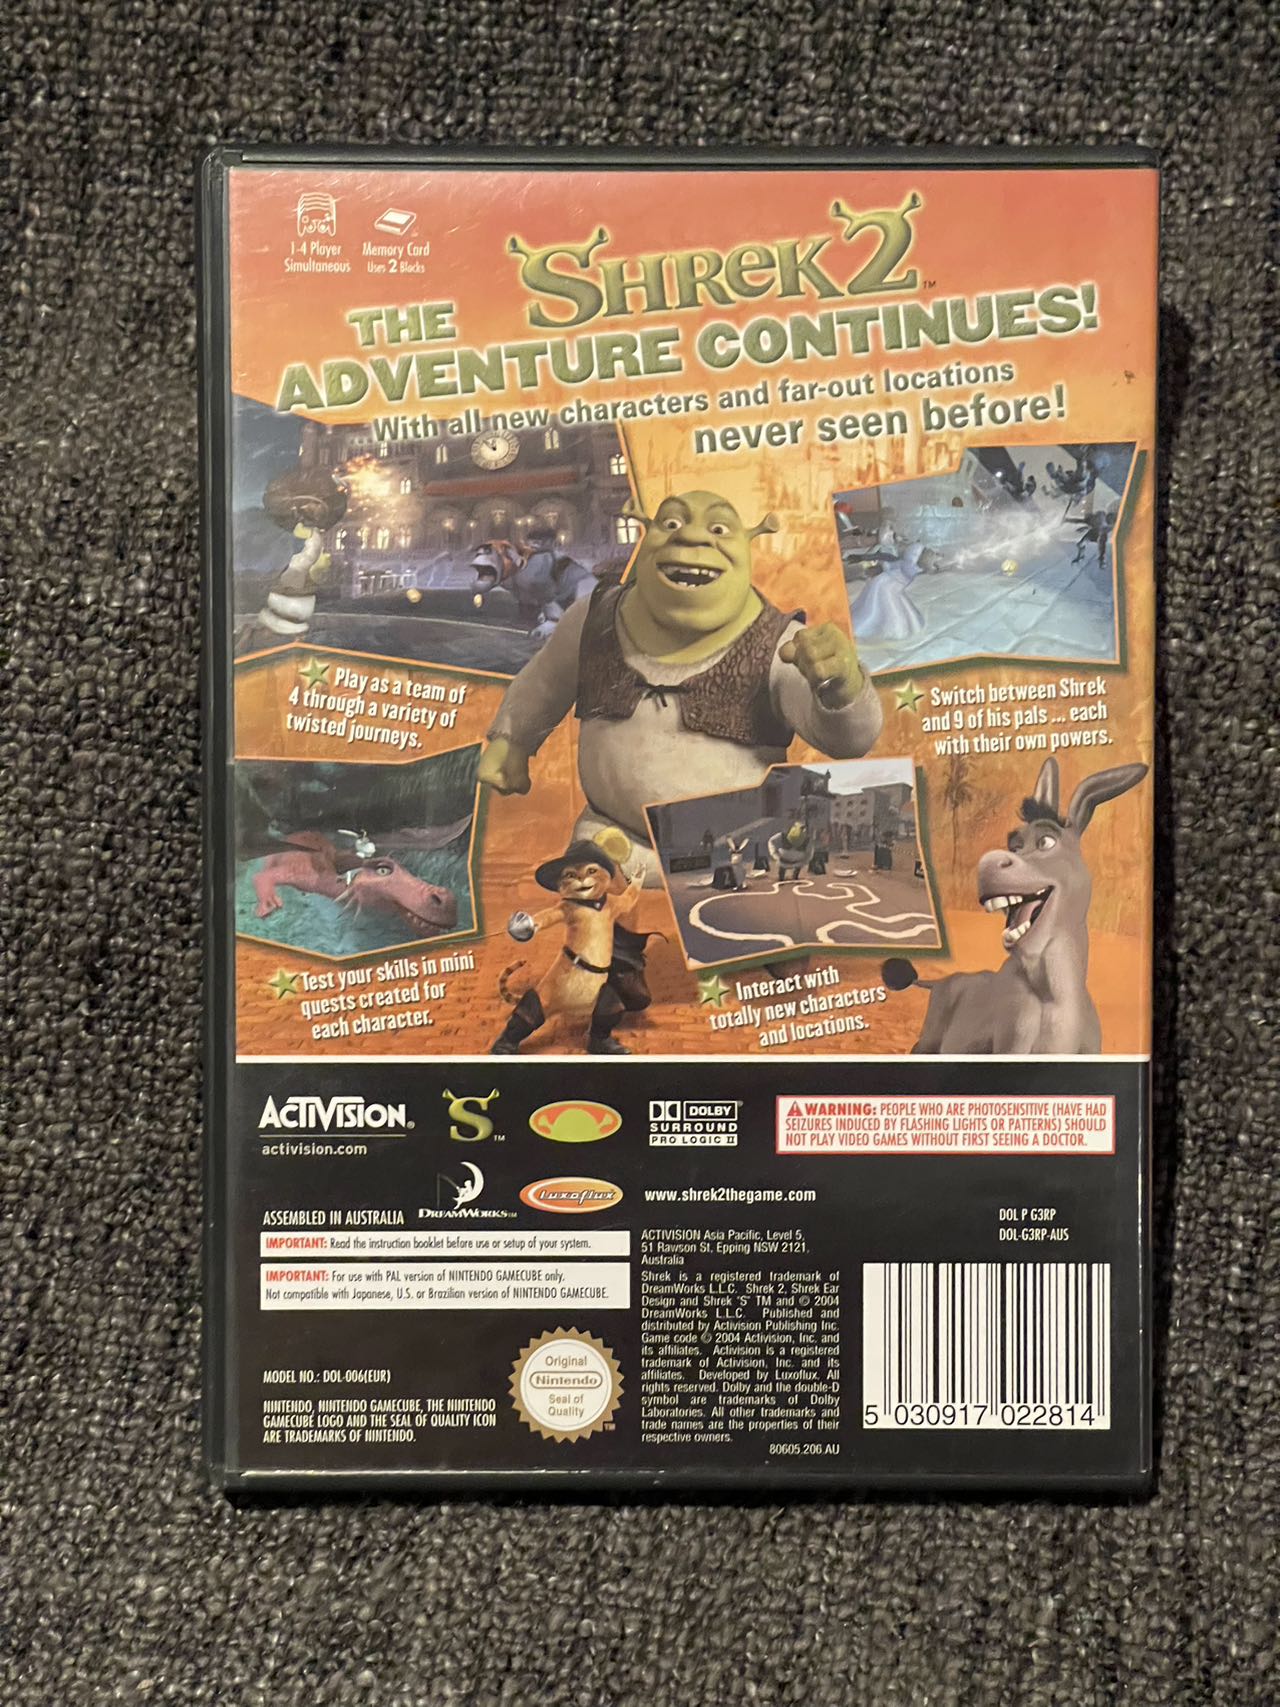 1-4 Player
Simultaneous
Memory Card
Uses 2 Blocks
SHREK 2™
THE
ADVENTURE CONTINUES!
With all new characters and far-out locations
never seen before!
Play as a team of
4 through a variety of
twisted journeys.
Switch between Shrek
and 9 of his pals ... each
with their own powers.
Test your skills in mini
quests created for
each character.
Interact with
totally new characters
and locations.
ACTIVISION®
activision.com
S™
DOLBY
SURROUND
PRO LOGIC II
WARNING: PEOPLE WHO ARE PHOTOSENSITIVE (HAVE HAD
SEIZURES INDUCED BY FLASHING LIGHTS OR PATTERNS) SHOULD
NOT PLAY VIDEO GAMES WITHOUT FIRST SEEING A DOCTOR.
DREAMWORKS™
Luxoflux
www.shrek2thegame.com
ASSEMBLED IN AUSTRALIA
IMPORTANT: Read the instruction booklet before use or setup of your system.
IMPORTANT: For use with PAL version of NINTENDO GAMECUBE only.
Not compatible with Japanese, U.S. or Brazilian version of NINTENDO GAMECUBE.
MODEL NO.: DOL-006(EUR)
NINTENDO, NINTENDO GAMECUBE, THE NINTENDO
GAMECUBE LOGO AND THE SEAL OF QUALITY ICON
ARE TRADEMARKS OF NINTENDO.
Original
Nintendo
Seal of
Quality
TM
ACTIVISION Asia Pacific, Level 5,
51 Rawson St, Epping NSW 2121,
Australia
Shrek is a registered trademark of
DreamWorks L.L.C. Shrek 2, Shrek Ear
Design and Shrek "S" TM and © 2004
DreamWorks L.L.C. Published and
distributed by Activision Publishing Inc.
Game code © 2004 Activision, Inc. and
its affiliates. Activision is a registered
trademark of Activision, Inc. and its
affiliates. Developed by Luxoflux. All
rights reserved. Dolby and the double-D
symbol are trademarks of Dolby
Laboratories. All other trademarks and
trade names are the properties of their
respective owners.
80605.206.AU
DOL P G3RP
DOL-G3RP-AUS
5 030917 022814